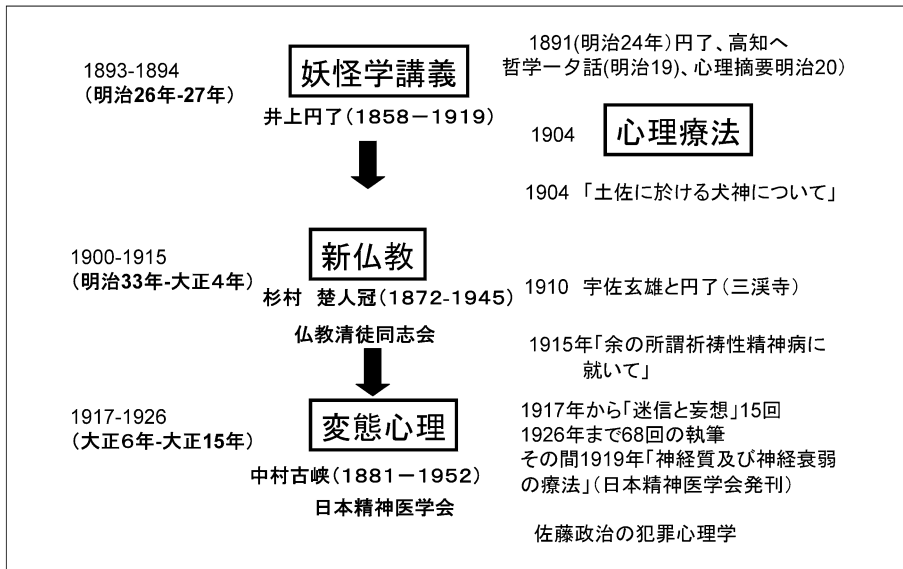 1893-1894
（明治26年-27年）
妖怪学講義
井上円了（1858－1919）
1891(明治24年）円了、高知へ
哲学一夕話(明治19)、心理摘要明治20）
1904
心理療法
1904 「土佐に於ける犬神について」
1900-1915
（明治33年-大正４年）
新仏教
杉村　楚人冠（1872-1945）
仏教清徒同志会
1910 宇佐玄雄と円了（三渓寺）
1915年「余の所謂祈祷性精神病に
就いて」
1917-1926
（大正６年-大正15年）
変態心理
中村古峡（1881－1952）
日本精神医学会
1917年から「迷信と妄想」15回
1926年まで68回の執筆
その間1919年「神経質及び神経衰弱
の療法」（日本精神医学会発刊）
佐藤政治の犯罪心理学